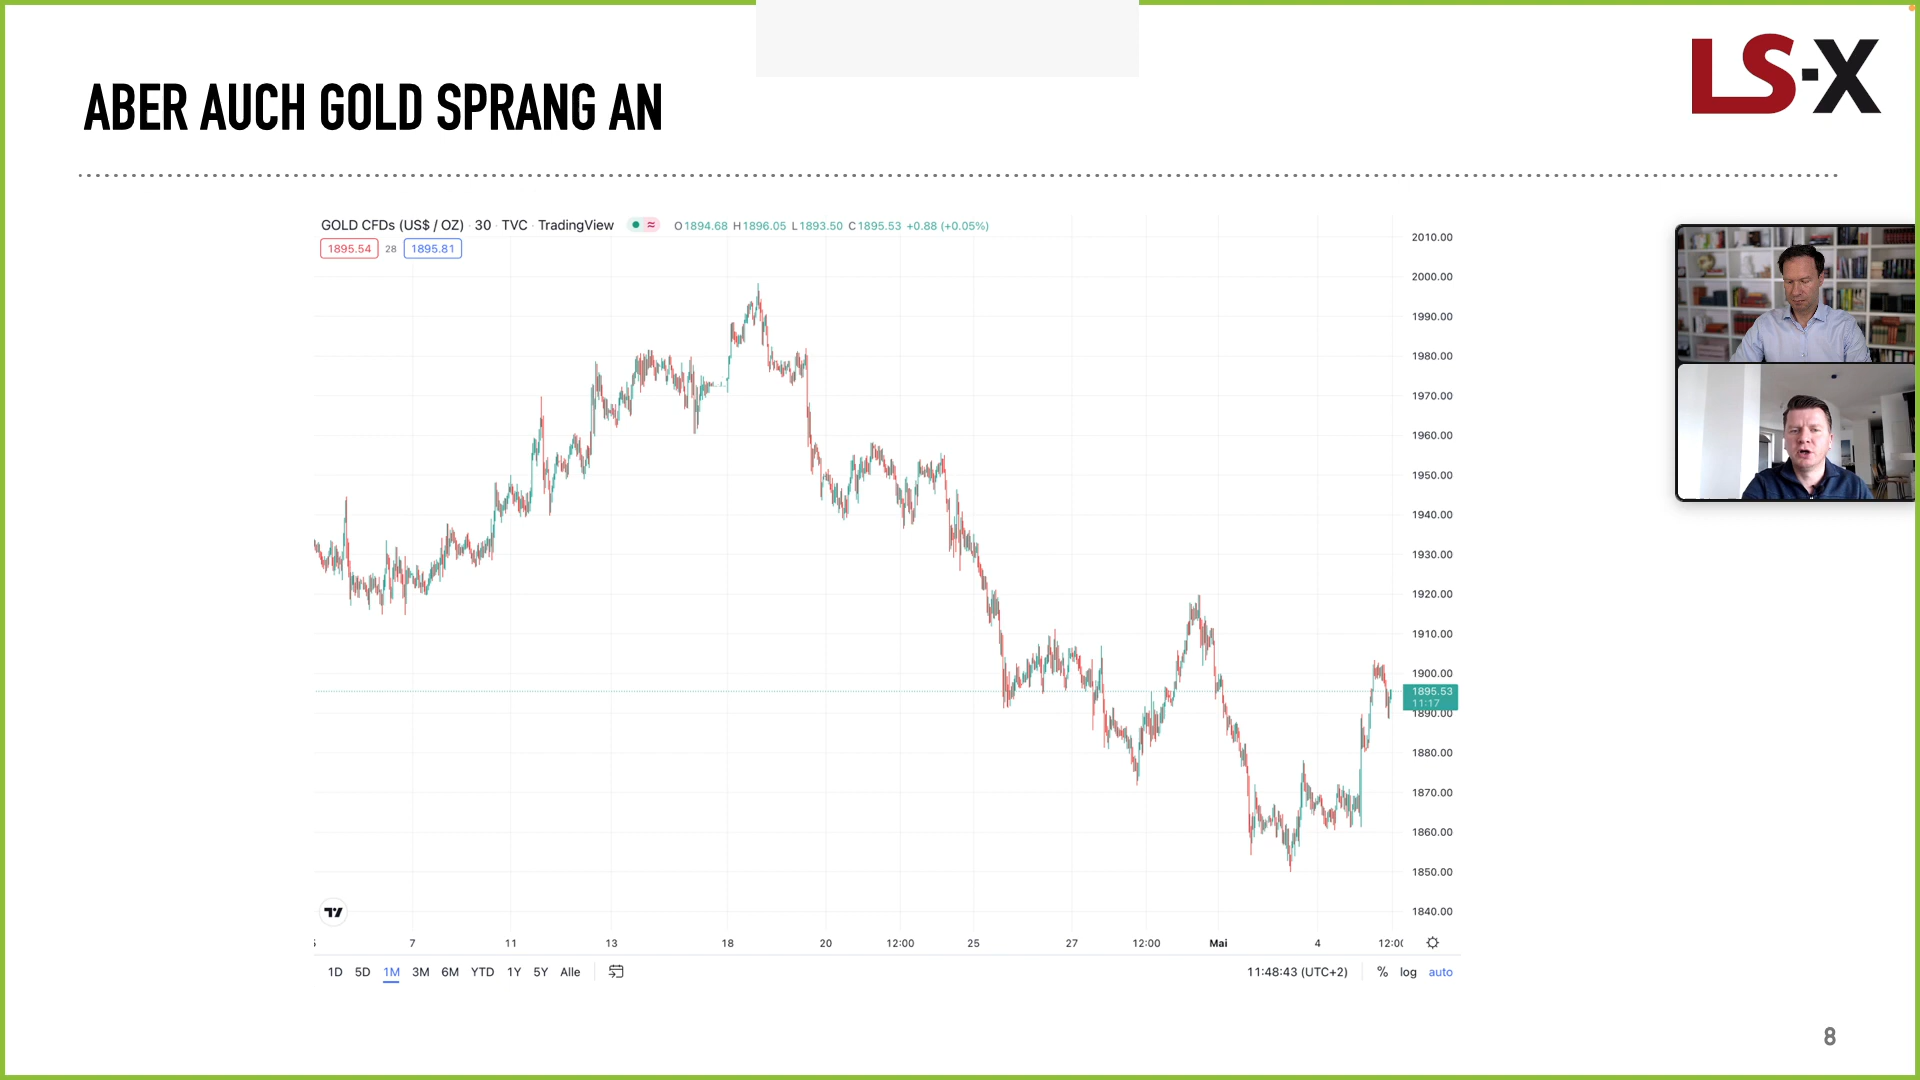 ABER AUCH GOLD SPRANG AN
LS-X
GOLD CFDs (US$ / OZ) · 30 · TVC · TradingView
O1894.68 H1896.05 L1893.50 C1895.53 +0.88 (+0.05%)
1895.54 28 1895.81
2010.00
2000.00
1990.00
1980.00
1970.00
1960.00
1950.00
1940.00
1930.00
1920.00
1910.00
1900.00
1895.53
11:17
1890.00
1880.00
1870.00
1860.00
1850.00
1840.00
7 11 13 18 20 12:00 25 27 12:00 Mai 4 12:0
1D 5D 1M 3M 6M YTD 1Y 5Y Alle
11:48:43 (UTC+2) % log auto
8